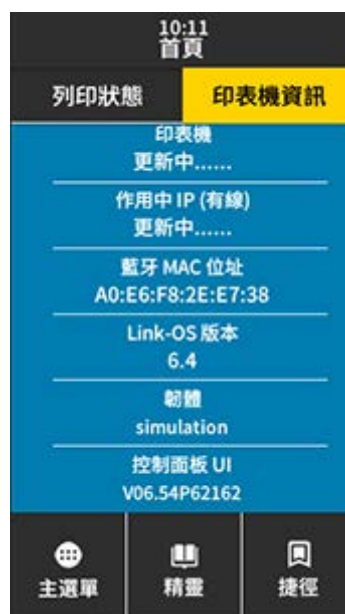 10:11
首頁
列印狀態
印表機資訊
印表機
更新中......
作用中 IP (有線)
更新中......
藍牙 MAC 位址
A0:E6:F8:2E:E7:38
Link-OS 版本
6.4
韌體
simulation
控制面板 UI
V06.54P62162
主選單
精靈
捷徑